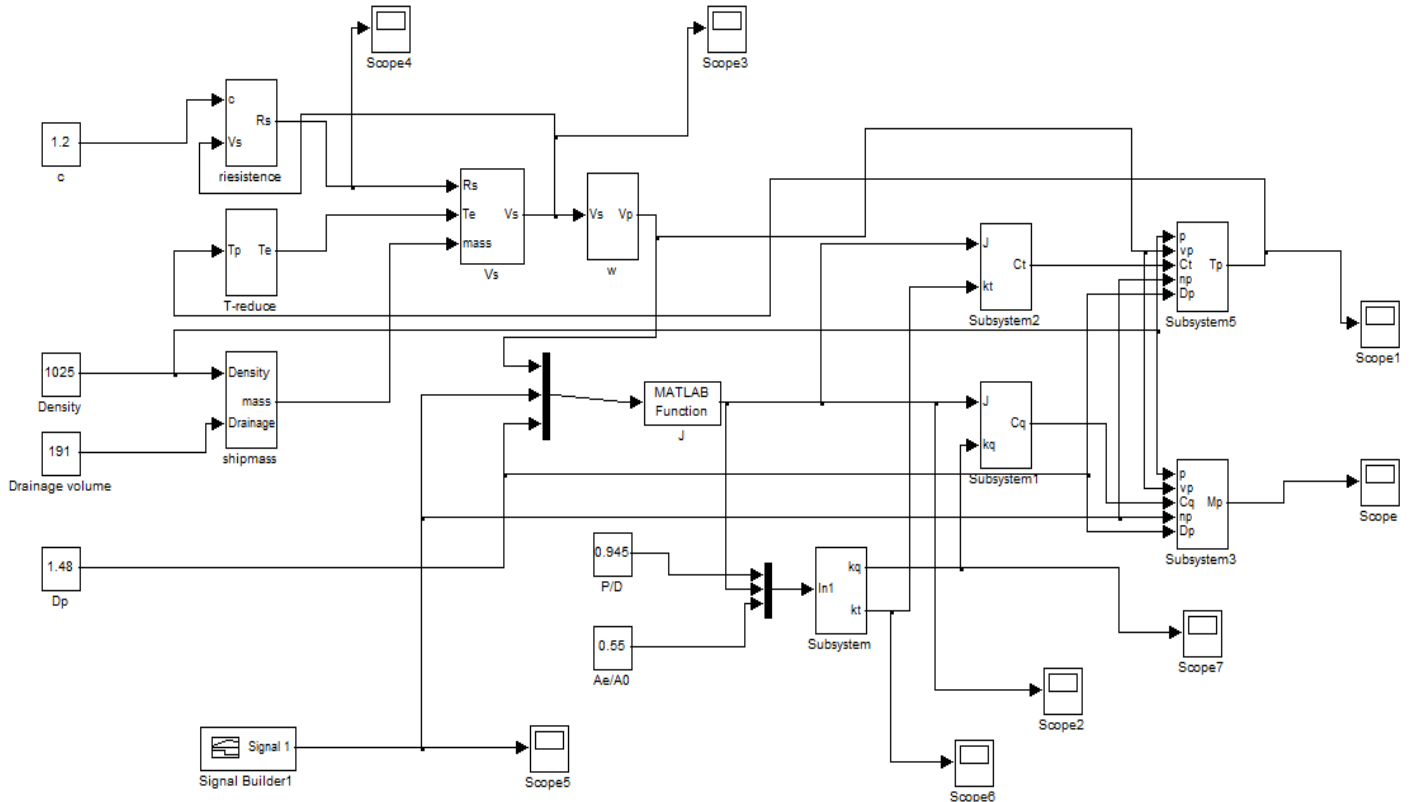 Scope4
Scope3
c
Rs
Vs
riesistence
1.2
c
Rs
Te
mass
Vs
Vs
Vs
Vp
w
Tp
Te
T-reduce
J
Ct
kt
Subsystem2
p
vp
Ct
np
Dp
Tp
Subsystem5
Scope1
1025
Density
Density
mass
Drainage
shipmass
191
Drainage volume
MATLAB
Function
J
J
Cq
kq
Subsystem1
p
vp
Cq
np
Dp
Mp
Subsystem3
Scope
1.48
Dp
0.945
P/D
In1
kq
kt
Subsystem
0.55
Ae/A0
Scope7
Scope2
Signal 1
Signal Builder1
Scope5
Scope6